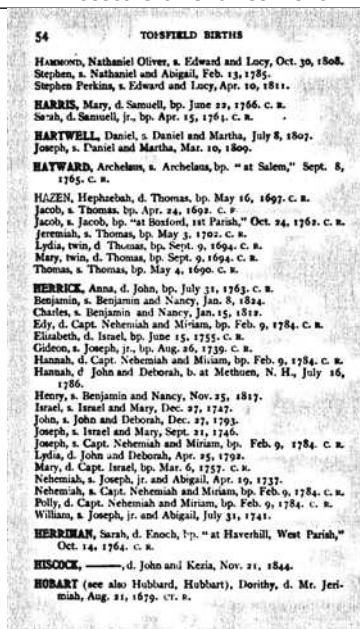 54 TOPSFIELD BIRTHS
HAMMOND, Nathaniel Oliver, s. Edward and Lucy, Oct. 30, 1808.
Stephen, s. Nathaniel and Abigail, Feb. 13, 1785.
Stephen Perkins, s. Edward and Lucy, Apr. 10, 1811.
HARRIS, Mary, d. Samuell, bp. June 22, 1766. C. R.
Sarah, d. Samuell, jr., bp. Apr. 15, 1763. C. R.
HARTWELL, Daniel, s. Daniel and Martha, July 8, 1807.
Joseph, s. Daniel and Martha, Mar. 10, 1809.
HAYWARD, Archelaus, s. Archelaus, bp. "at Salem," Sept. 8,
1765. C. R.
HAZEN, Hephzebah, d. Thomas, bp. May 16, 1697. C. R.
Jacob, s. Thomas, bp. Apr. 24, 1692. C. R.
Jacob, s. Jacob, bp. "at Boxford, 1st Parish," Oct. 24, 1762. C. R.
Jeremiah, s. Thomas, bp. May 3, 1702. C. R.
Lydia, twin, d. Thomas, bp. Sept. 9, 1694. C. R.
Mary, twin, d. Thomas, bp. Sept. 9, 1694. C. R.
Thomas, s. Thomas, bp. May 4, 1690. C. R.
HERRICK, Anna, d. John, bp. July 31, 1763. C. R.
Benjamin, s. Benjamin and Nancy, Jan. 8, 1824.
Charles, s. Benjamin and Nancy, Jan. 15, 1812.
Edy, d. Capt. Nehemiah and Miriam, bp. Feb. 9, 1784. C. R.
Elisabeth, d. Israel, bp. June 15, 1755. C. R.
Gideon, s. Joseph, jr., bp. Aug. 26, 1739. C. R.
Hannah, d. Capt. Nehemiah and Miriam, bp. Feb. 9, 1784. C. R.
Hannah, d. John and Deborah, b. at Methuen, N. H., July 16,
1786.
Henry, s. Benjamin and Nancy, Nov. 25, 1817.
Israel, s. Israel and Mary, Dec. 27, 1747.
John, s. John and Deborah, Dec. 27, 1793.
Joseph, s. Israel and Mary, Sept. 21, 1746.
Joseph, s. Capt. Nehemiah and Miriam, bp. Feb. 9, 1784. C. R.
Lydia, d. John and Deborah, Apr. 25, 1792.
Mary, d. Capt. Israel, bp. Mar. 6, 1757. C. R.
Nehemiah, s. Joseph, jr. and Abigail, Apr. 19, 1737.
Nehemiah, s. Capt. Nehemiah and Miriam, bp. Feb. 9, 1784. C. R.
Polly, d. Capt. Nehemiah and Miriam, bp. Feb. 9, 1784. C. R.
William, s. Joseph, jr. and Abigail, July 31, 1741.
HERRIMAN, Sarah, d. Enoch, bp. "at Haverhill, West Parish,"
Oct. 14, 1764. C. R.
HISCOCK, ———, d. John and Kezia, Nov. 21, 1844.
HOBART (see also Hubbard, Hubbart), Dorithy, d. Mr. Jeri-
miah, Aug. 21, 1679. CT. R.